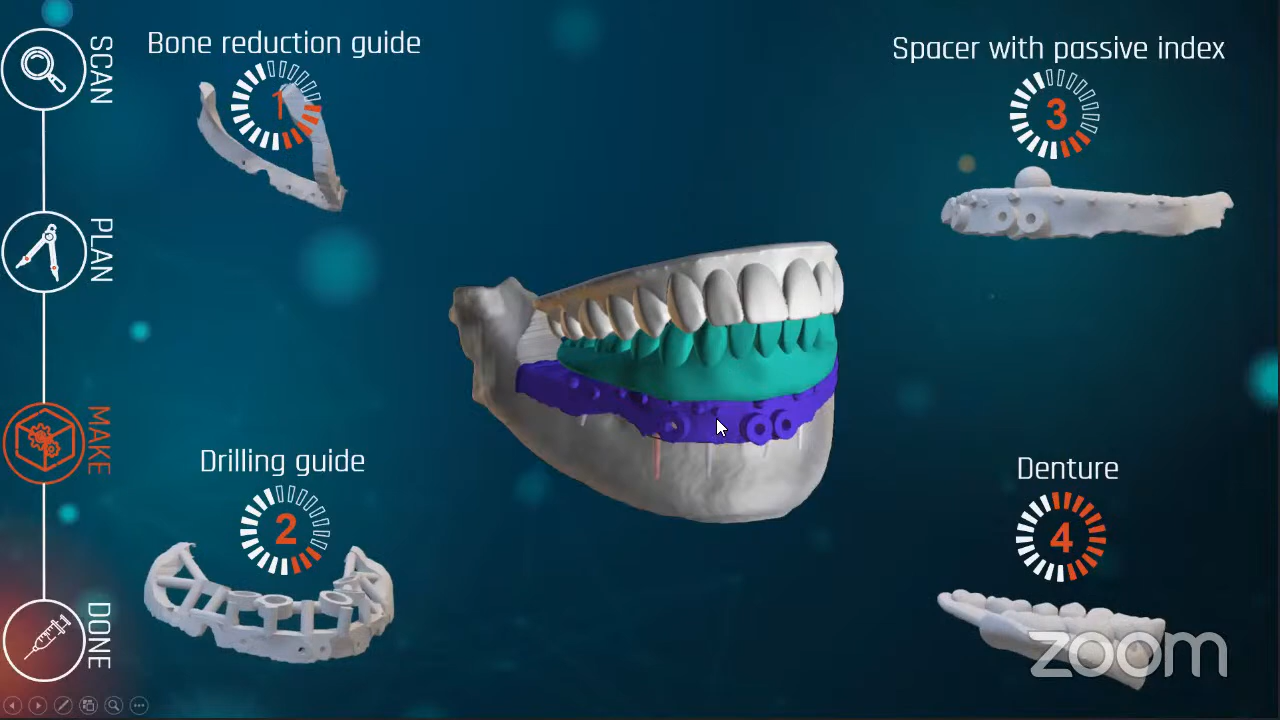 SCAN
PLAN
MAKE
DONE
Bone reduction guide
1
Drilling guide
2
Spacer with passive index
3
Denture
4
zoom